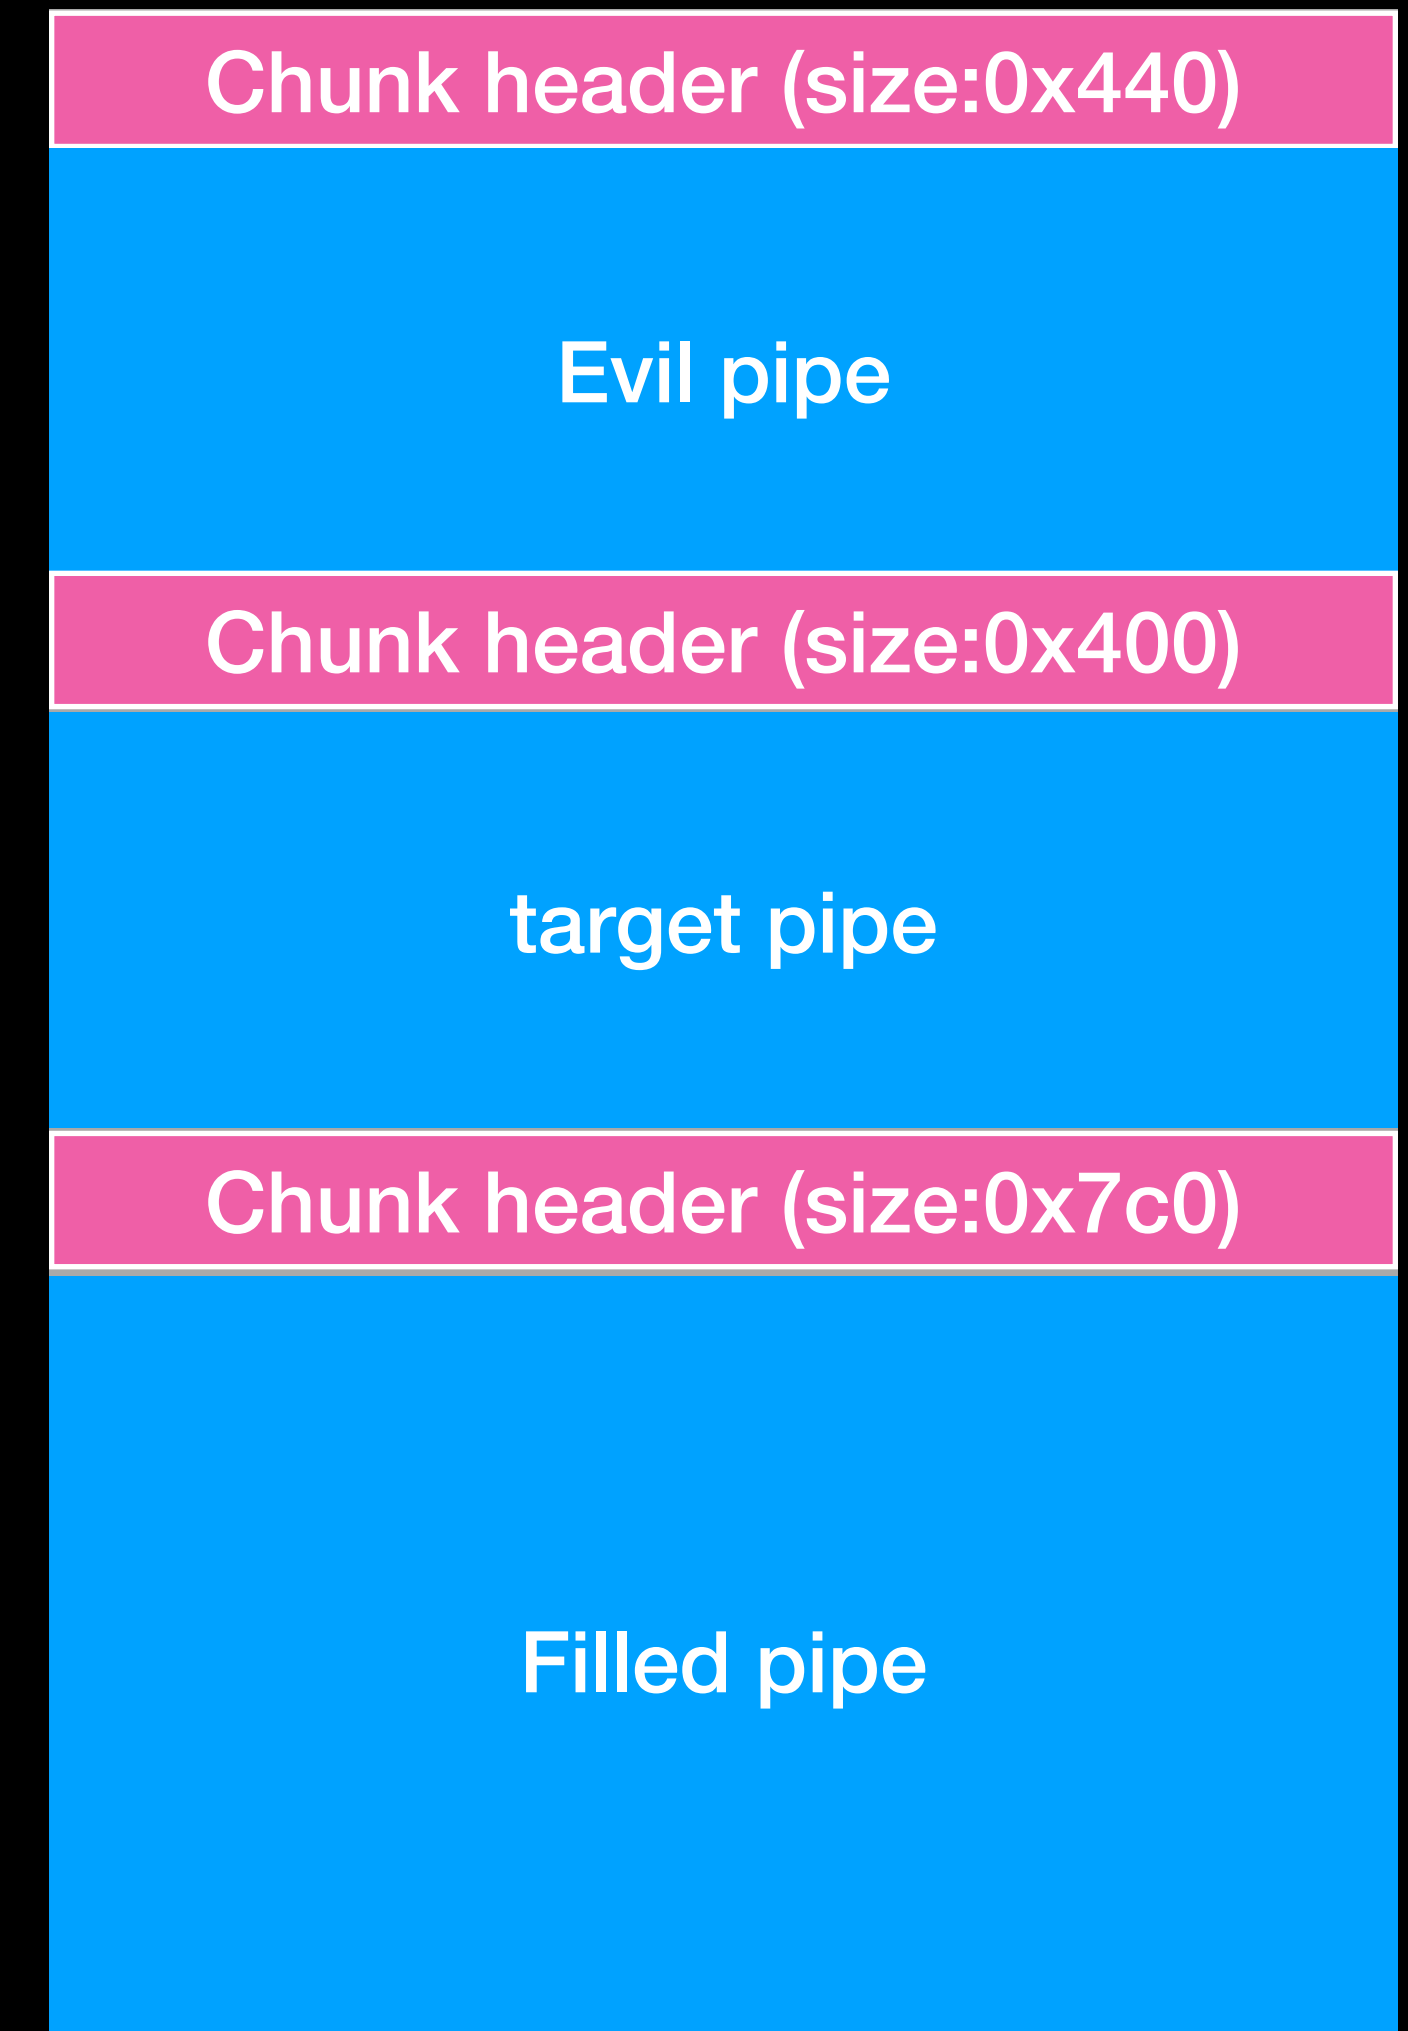 Chunk header (size:0x440)
Evil pipe
Chunk header (size:0x400)
target pipe
Chunk header (size:0x7c0)
Filled pipe